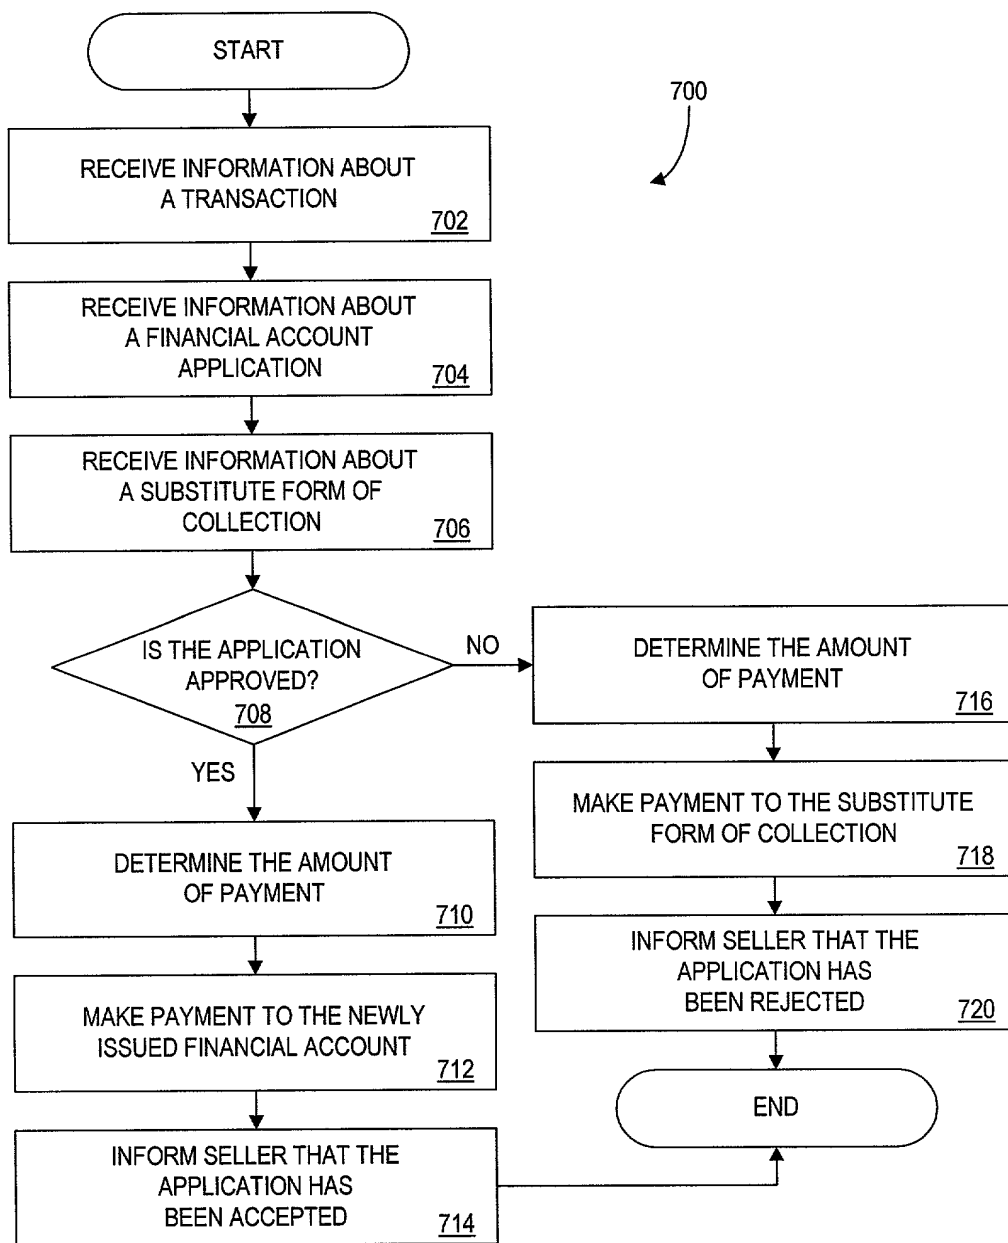 START
700
RECEIVE INFORMATION ABOUT
A TRANSACTION
702
RECEIVE INFORMATION ABOUT
A FINANCIAL ACCOUNT
APPLICATION
704
RECEIVE INFORMATION ABOUT
A SUBSTITUTE FORM OF
COLLECTION
706
IS THE APPLICATION
APPROVED?
708
NO
YES
DETERMINE THE AMOUNT
OF PAYMENT
710
MAKE PAYMENT TO THE NEWLY
ISSUED FINANCIAL ACCOUNT
712
INFORM SELLER THAT THE
APPLICATION HAS
BEEN ACCEPTED
714
DETERMINE THE AMOUNT
OF PAYMENT
716
MAKE PAYMENT TO THE SUBSTITUTE
FORM OF COLLECTION
718
INFORM SELLER THAT THE
APPLICATION HAS
BEEN REJECTED
720
END